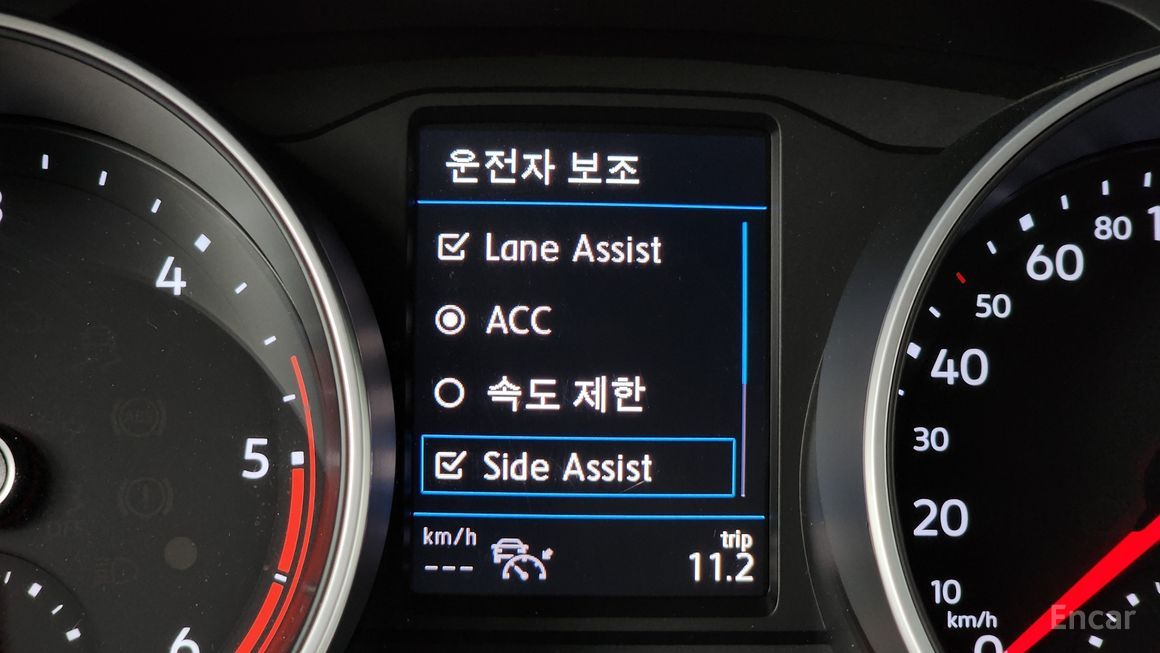 운전자 보조
Lane Assist
ACC
속도 제한
Side Assist
km/h
---
trip
11.2
4
5
6
80
60
50
40
30
20
10
km/h
0
Encar